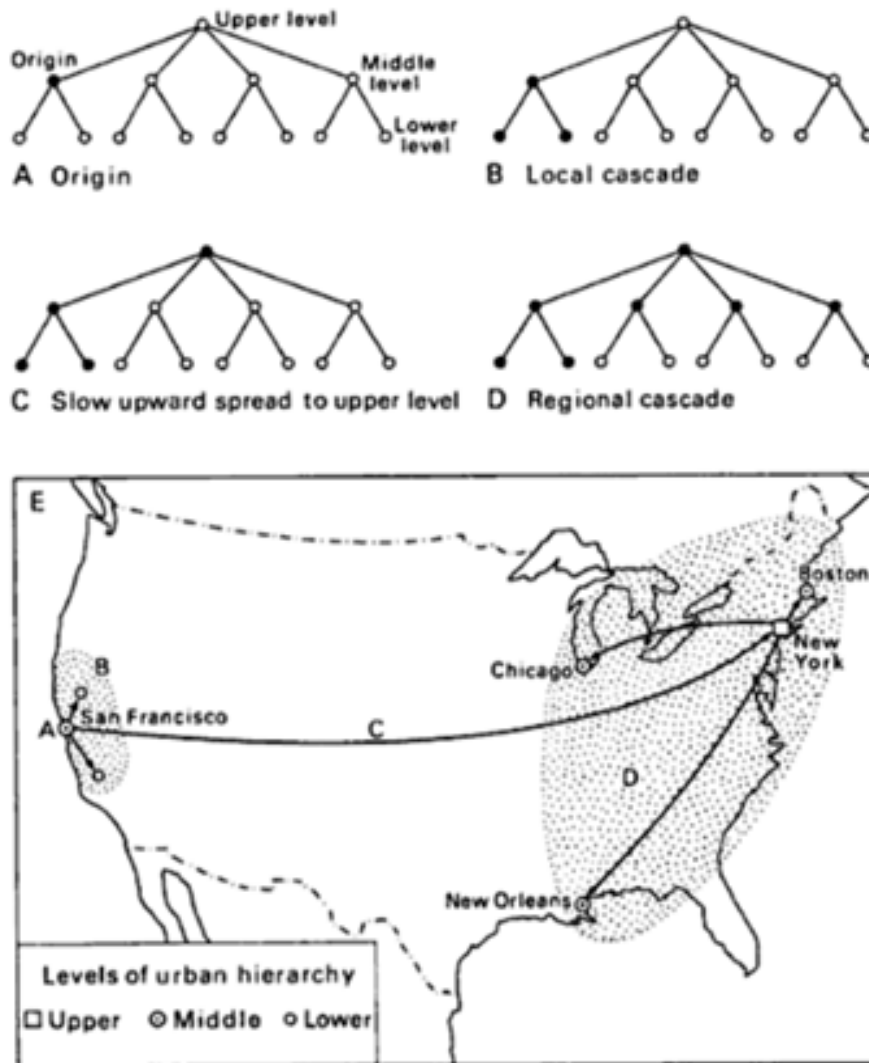 Upper level
Origin
Middle
level
Lower
level
A Origin
B Local cascade
C Slow upward spread to upper level
D Regional cascade
E
Boston
New
York
Chicago
B
San Francisco
A
C
D
New Orleans
Levels of urban hierarchy
Upper Middle Lower